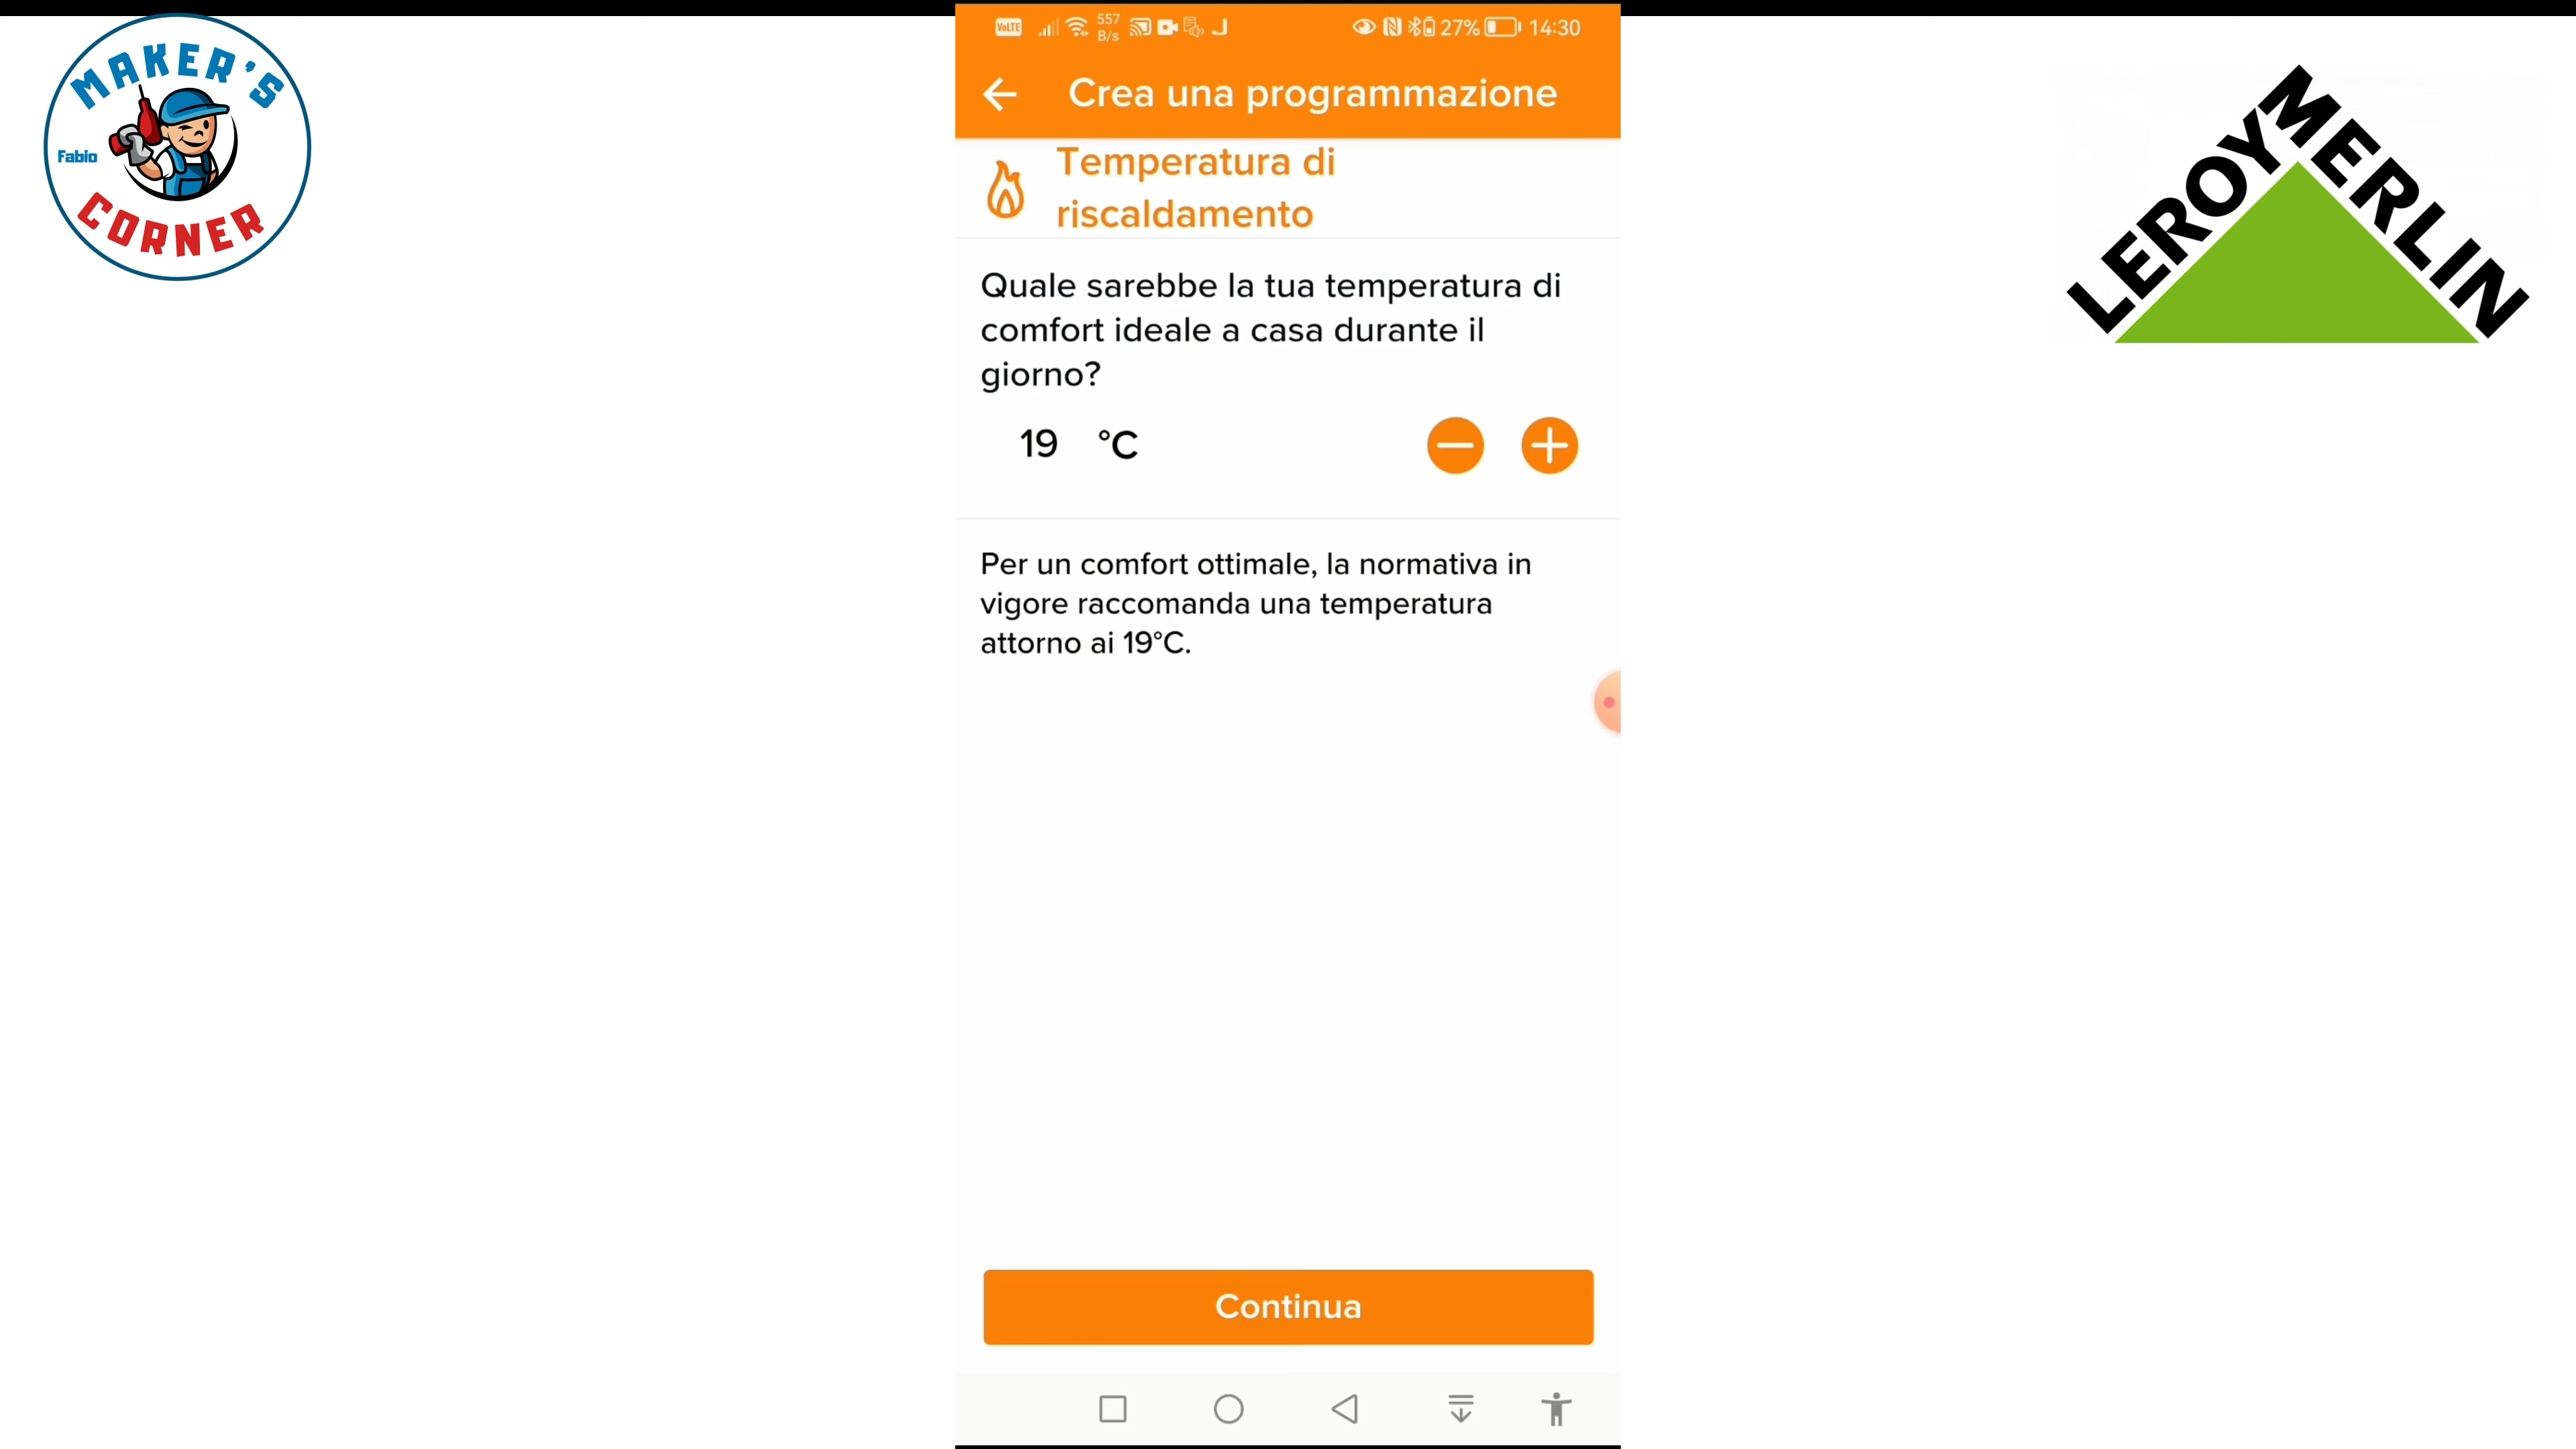 MAKER'S
Fabio
CORNER
VoLTE
557
B/s
27%
14:30
Crea una programmazione
Temperatura di
riscaldamento
Quale sarebbe la tua temperatura di
comfort ideale a casa durante il
giorno?
19 °C
Per un comfort ottimale, la normativa in
vigore raccomanda una temperatura
attorno ai 19°C.
Continua
LEROY MERLIN